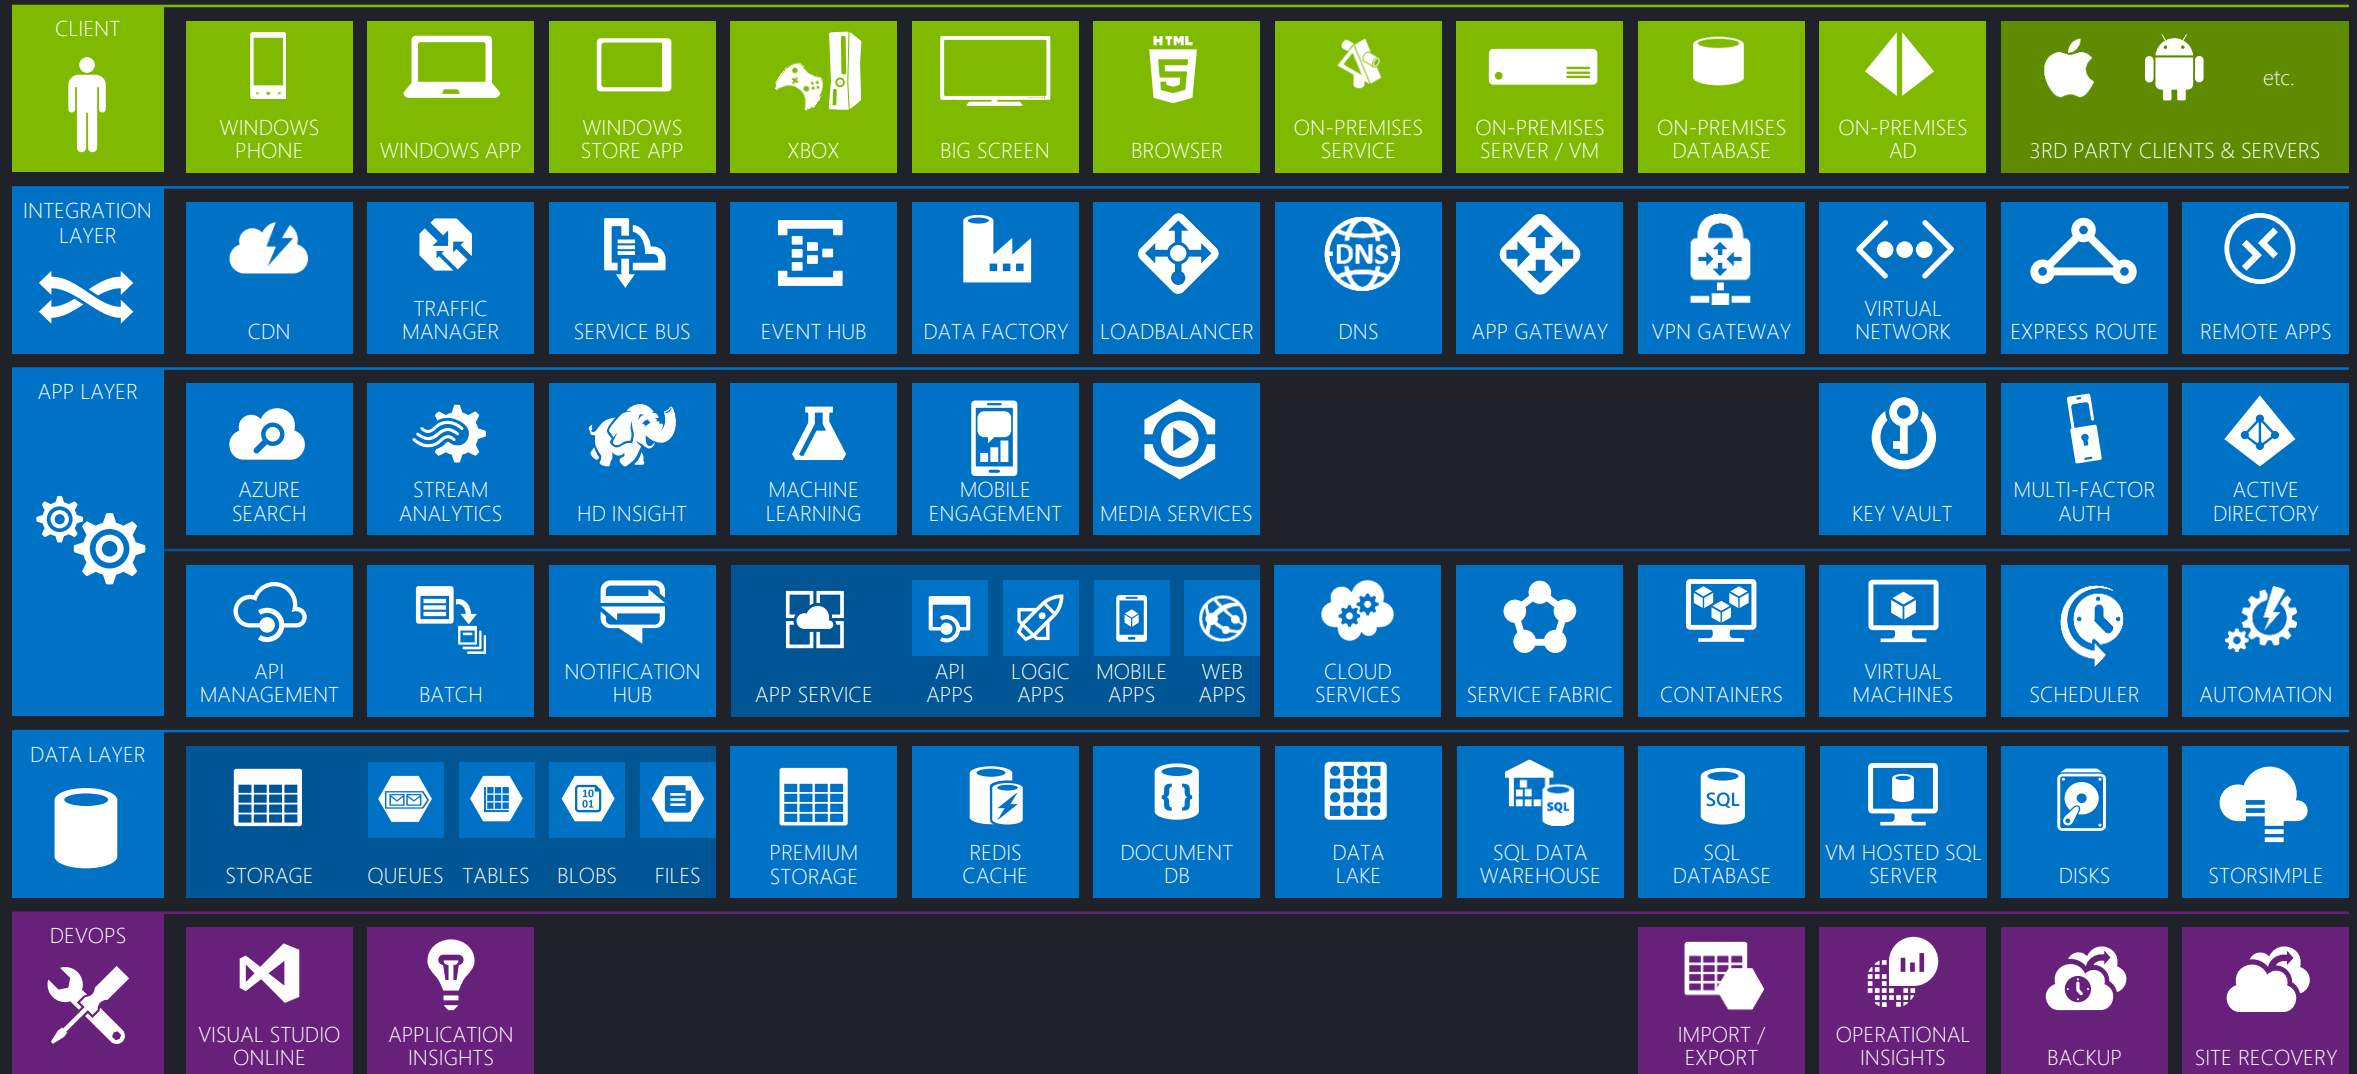 CLIENT
WINDOWS
PHONE
WINDOWS APP
WINDOWS
STORE APP
XBOX
BIG SCREEN
HTML
5
BROWSER
ON-PREMISES
SERVICE
ON-PREMISES
SERVER / VM
ON-PREMISES
DATABASE
ON-PREMISES
AD
etc.
3RD PARTY CLIENTS & SERVERS
INTEGRATION
LAYER
CDN
TRAFFIC
MANAGER
SERVICE BUS
EVENT HUB
DATA FACTORY
LOADBALANCER
DNS
DNS
APP GATEWAY
VPN GATEWAY
VIRTUAL
NETWORK
EXPRESS ROUTE
REMOTE APPS
APP LAYER
AZURE
SEARCH
STREAM
ANALYTICS
HD INSIGHT
MACHINE
LEARNING
MOBILE
ENGAGEMENT
MEDIA SERVICES
KEY VAULT
MULTI-FACTOR
AUTH
ACTIVE
DIRECTORY
API
MANAGEMENT
BATCH
NOTIFICATION
HUB
APP SERVICE
API
APPS
LOGIC
APPS
MOBILE
APPS
WEB
APPS
CLOUD
SERVICES
SERVICE FABRIC
CONTAINERS
VIRTUAL
MACHINES
SCHEDULER
AUTOMATION
DATA LAYER
STORAGE
QUEUES
TABLES
10
01
BLOBS
FILES
PREMIUM
STORAGE
REDIS
CACHE
{ }
DOCUMENT
DB
DATA
LAKE
SQL
SQL DATA
WAREHOUSE
SQL
SQL
DATABASE
VM HOSTED SQL
SERVER
DISKS
STORSIMPLE
DEVOPS
VISUAL STUDIO
ONLINE
APPLICATION
INSIGHTS
IMPORT /
EXPORT
OPERATIONAL
INSIGHTS
BACKUP
SITE RECOVERY